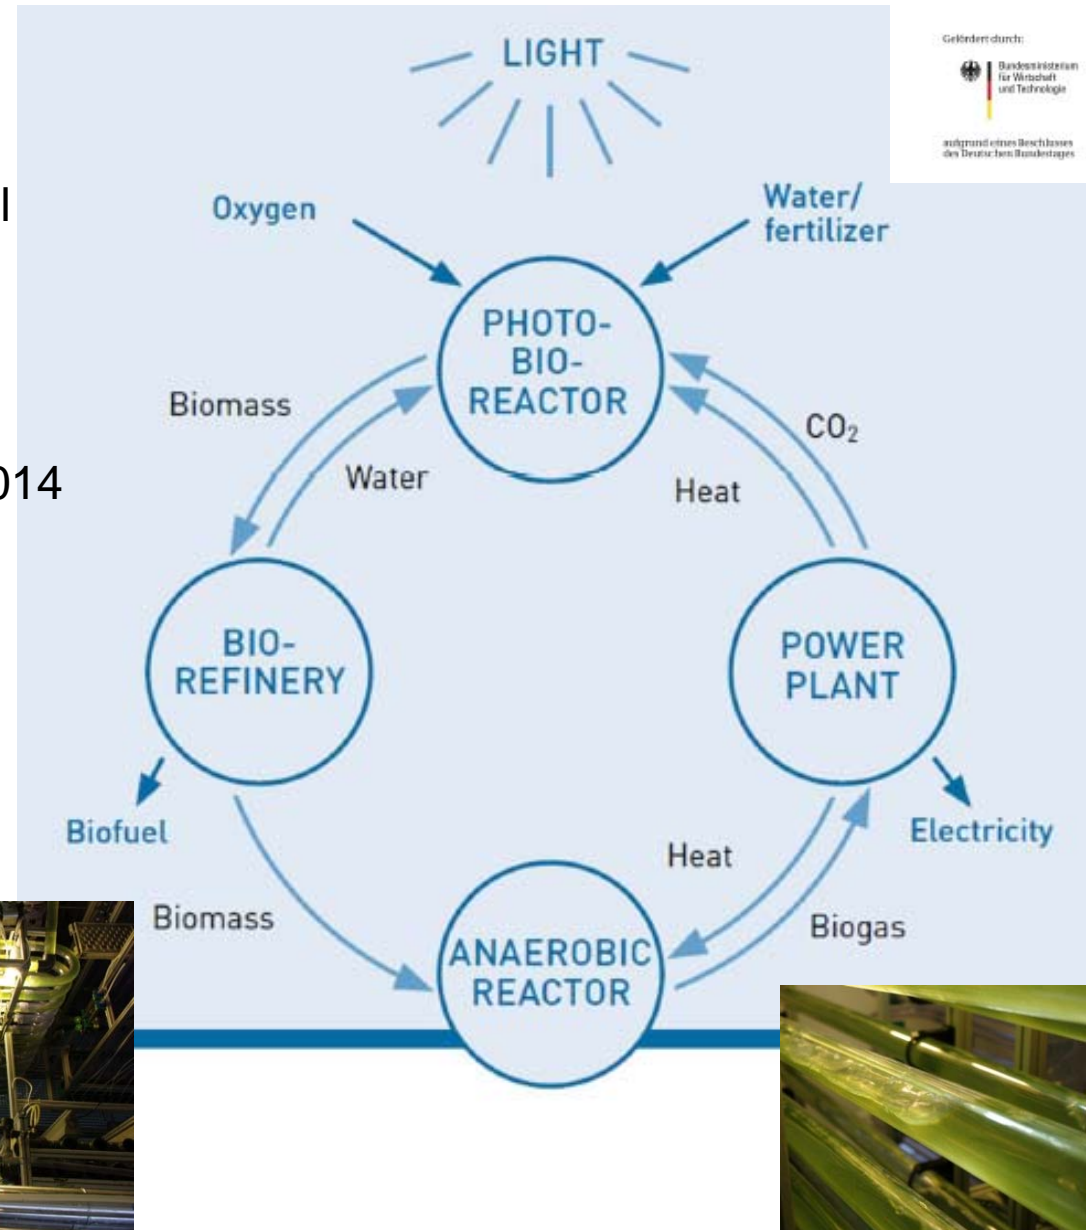 LIGHT
Gefördert durch:
Bundesministerium
für Wirtschaft
und Technologie
aufgrund eines Beschlusses
des Deutschen Bundestages
l
Oxygen
Water/
fertilizer
PHOTO-
BIO-
REACTOR
Biomass
CO₂
Water
Heat
014
BIO-
REFINERY
POWER
PLANT
Biofuel
Electricity
Heat
Biomass
Biogas
ANAEROBIC
REACTOR